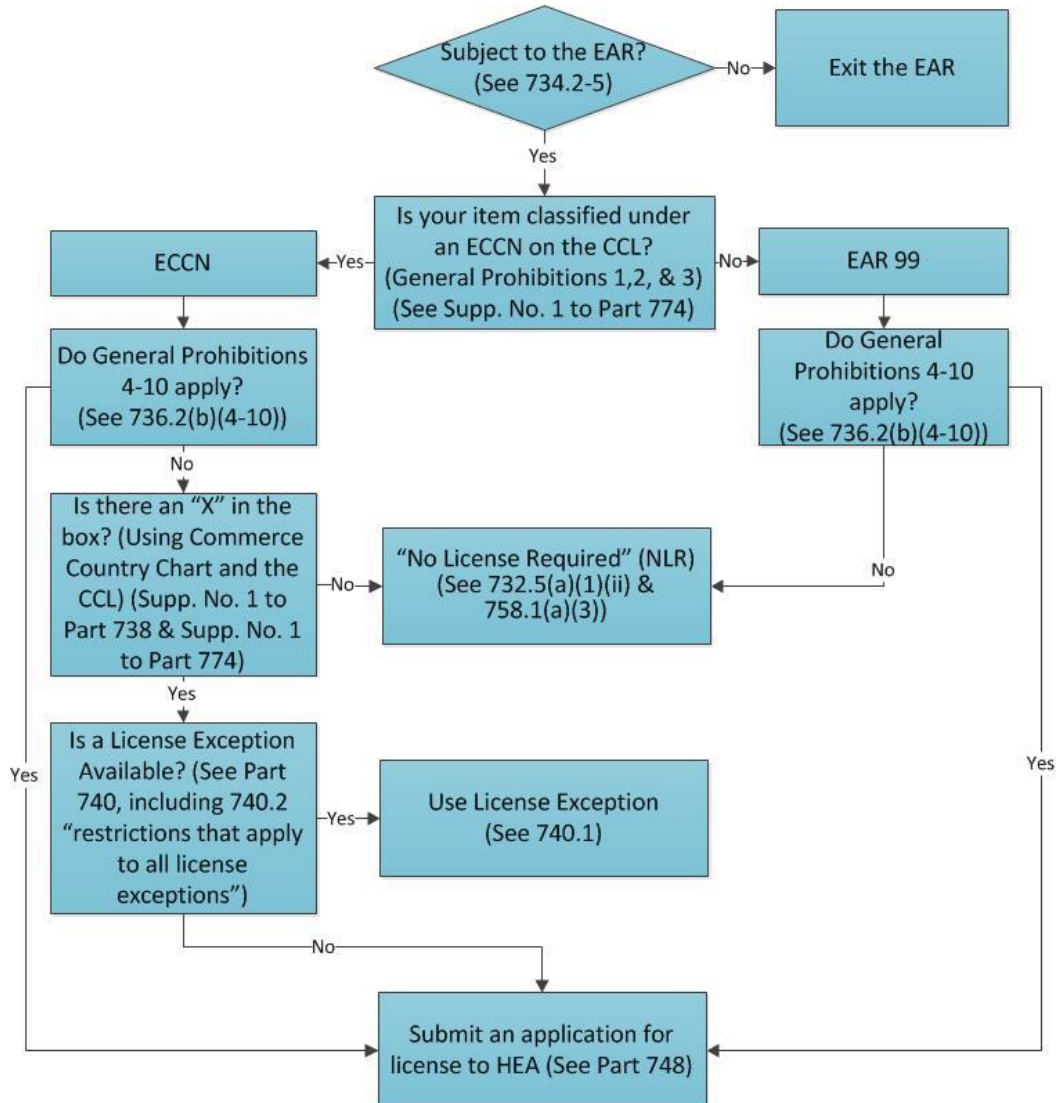 Subject to the EAR?
(See 734.2-5)
No
Exit the EAR
Yes
Is your item classified under
an ECCN on the CCL?
(General Prohibitions 1,2, & 3)
(See Supp. No. 1 to Part 774)
Yes
ECCN
No
EAR 99
Do General Prohibitions
4-10 apply?
(See 736.2(b)(4-10))
Do General
Prohibitions 4-10
apply?
(See 736.2(b)(4-10))
No
Is there an “X” in the
box? (Using Commerce
Country Chart and the
CCL) (Supp. No. 1 to
Part 738 & Supp. No. 1
to Part 774)
No
“No License Required” (NLR)
(See 732.5(a)(1)(ii) &
758.1(a)(3))
No
Yes
Is a License Exception
Available? (See Part
740, including 740.2
“restrictions that apply
to all license
exceptions”)
Yes
Use License Exception
(See 740.1)
Yes
Yes
No
Submit an application for
license to HEA (See Part 748)